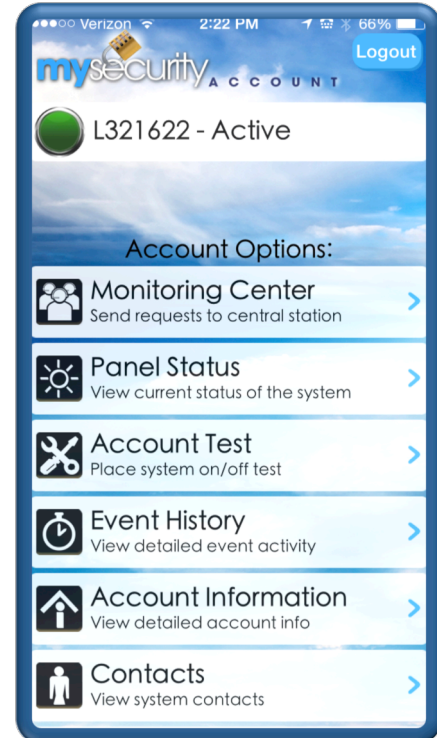 Verizon 2:22 PM 66%
Logout
mysecurity
ACCOUNT
L321622 - Active
Account Options:
Monitoring Center
Send requests to central station
Panel Status
View current status of the system
Account Test
Place system on/off test
Event History
View detailed event activity
Account Information
View detailed account info
Contacts
View system contacts